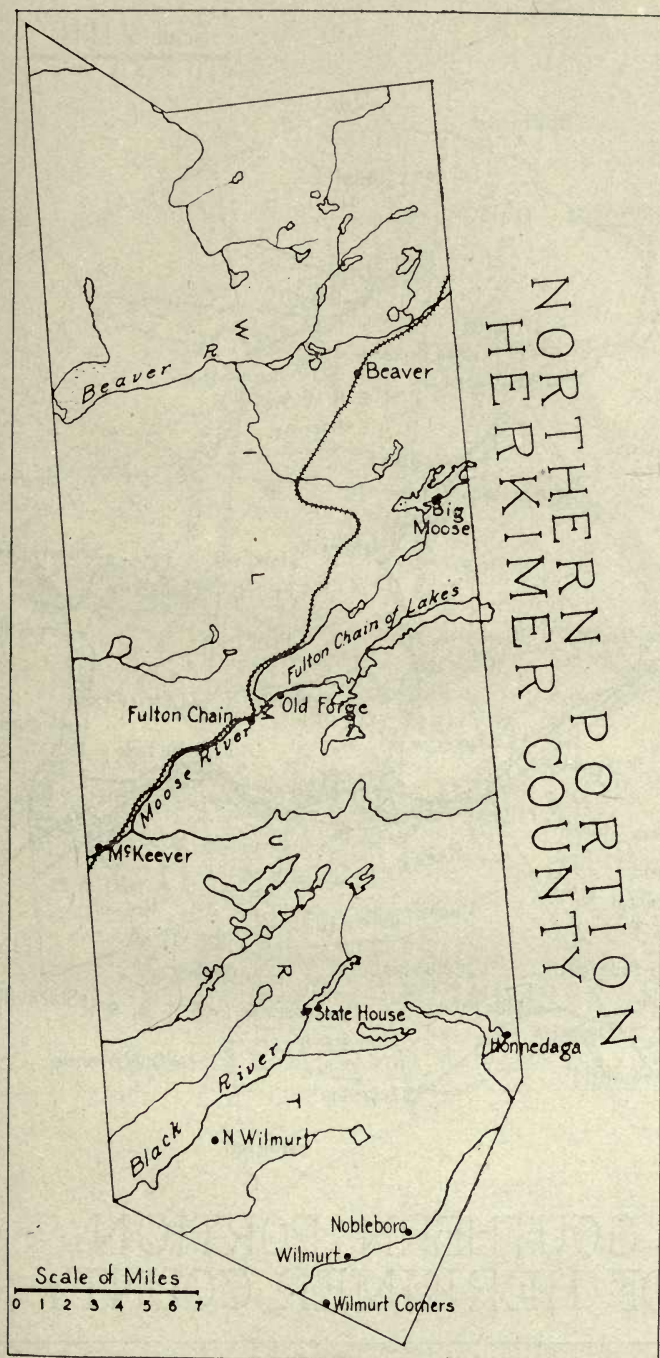 NORTHERN PORTION
HERKIMER COUNTY
W
I
L
M
U
R
T
Beaver R
Beaver
Big
Moose
Fulton Chain of Lakes
Fulton Chain
Old Forge
Moose River
McKeever
State House
Honnedaga
Black River
N Wilmurt
Nobleboro
Wilmurt
Wilmurt Corners
Scale of Miles
0 1 2 3 4 5 6 7